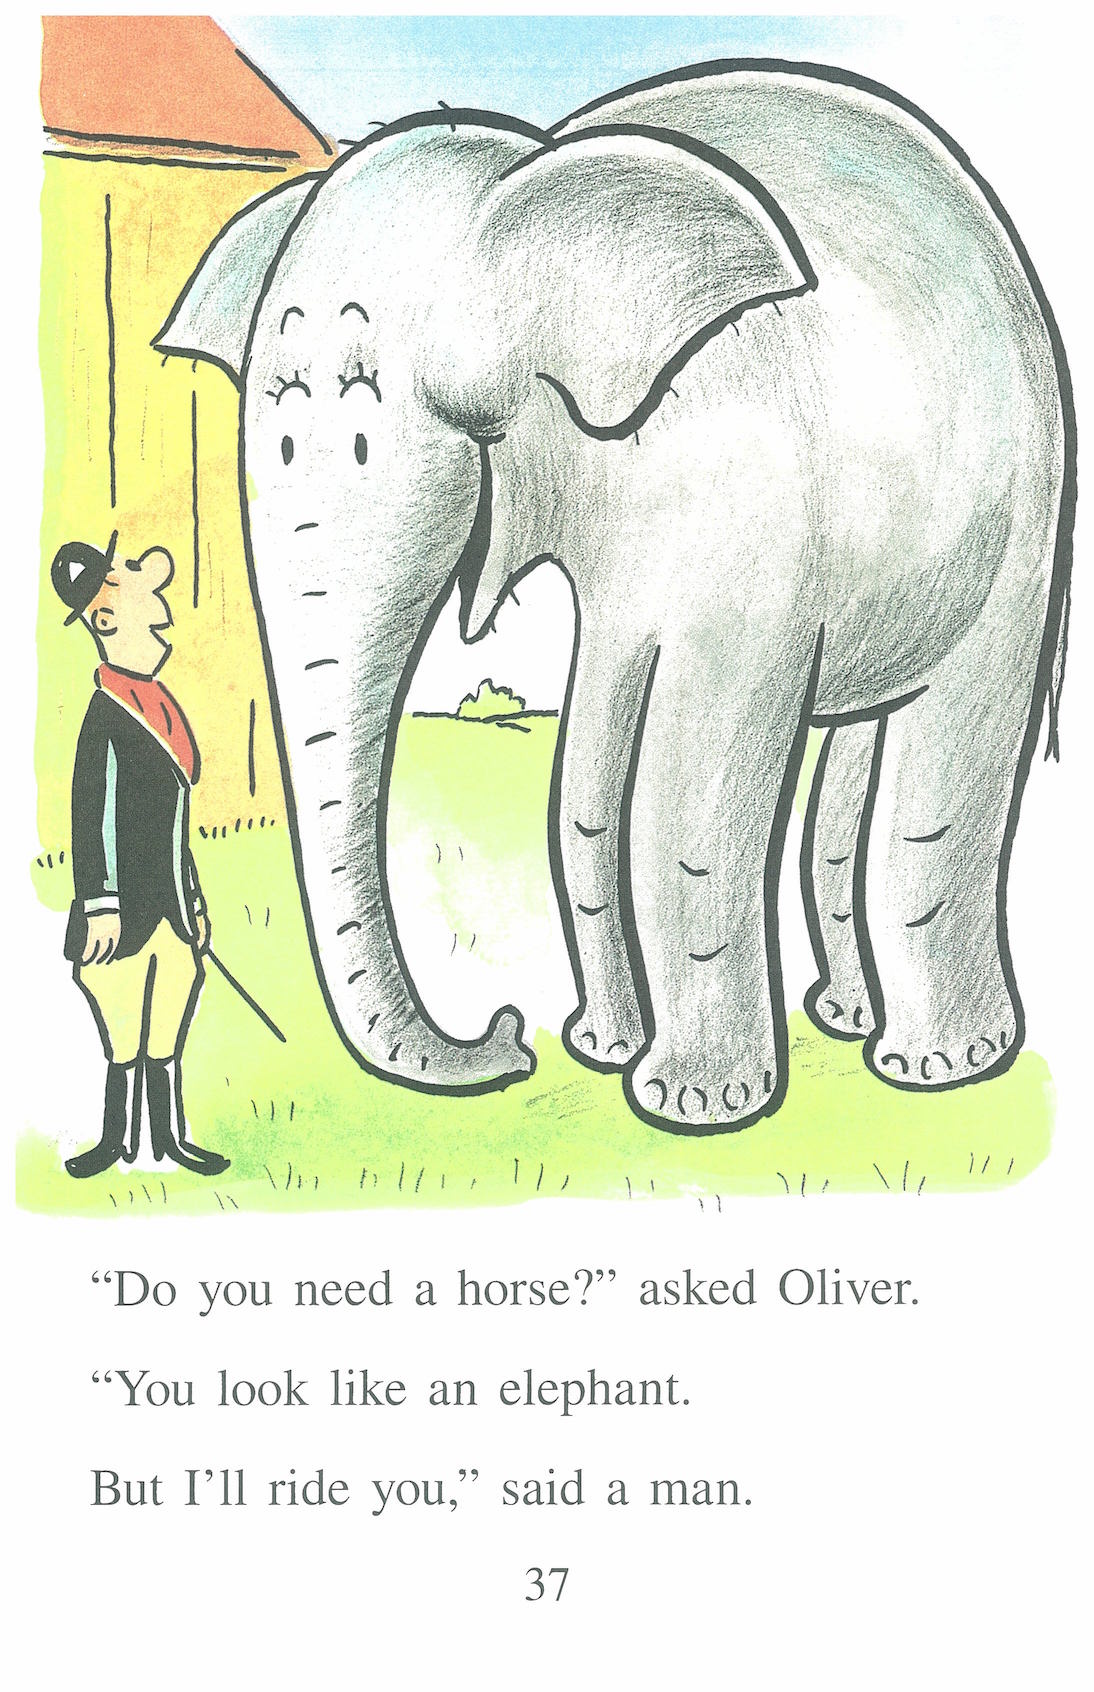 “Do you need a horse?” asked Oliver.
“You look like an elephant.
But I’ll ride you,” said a man.
37